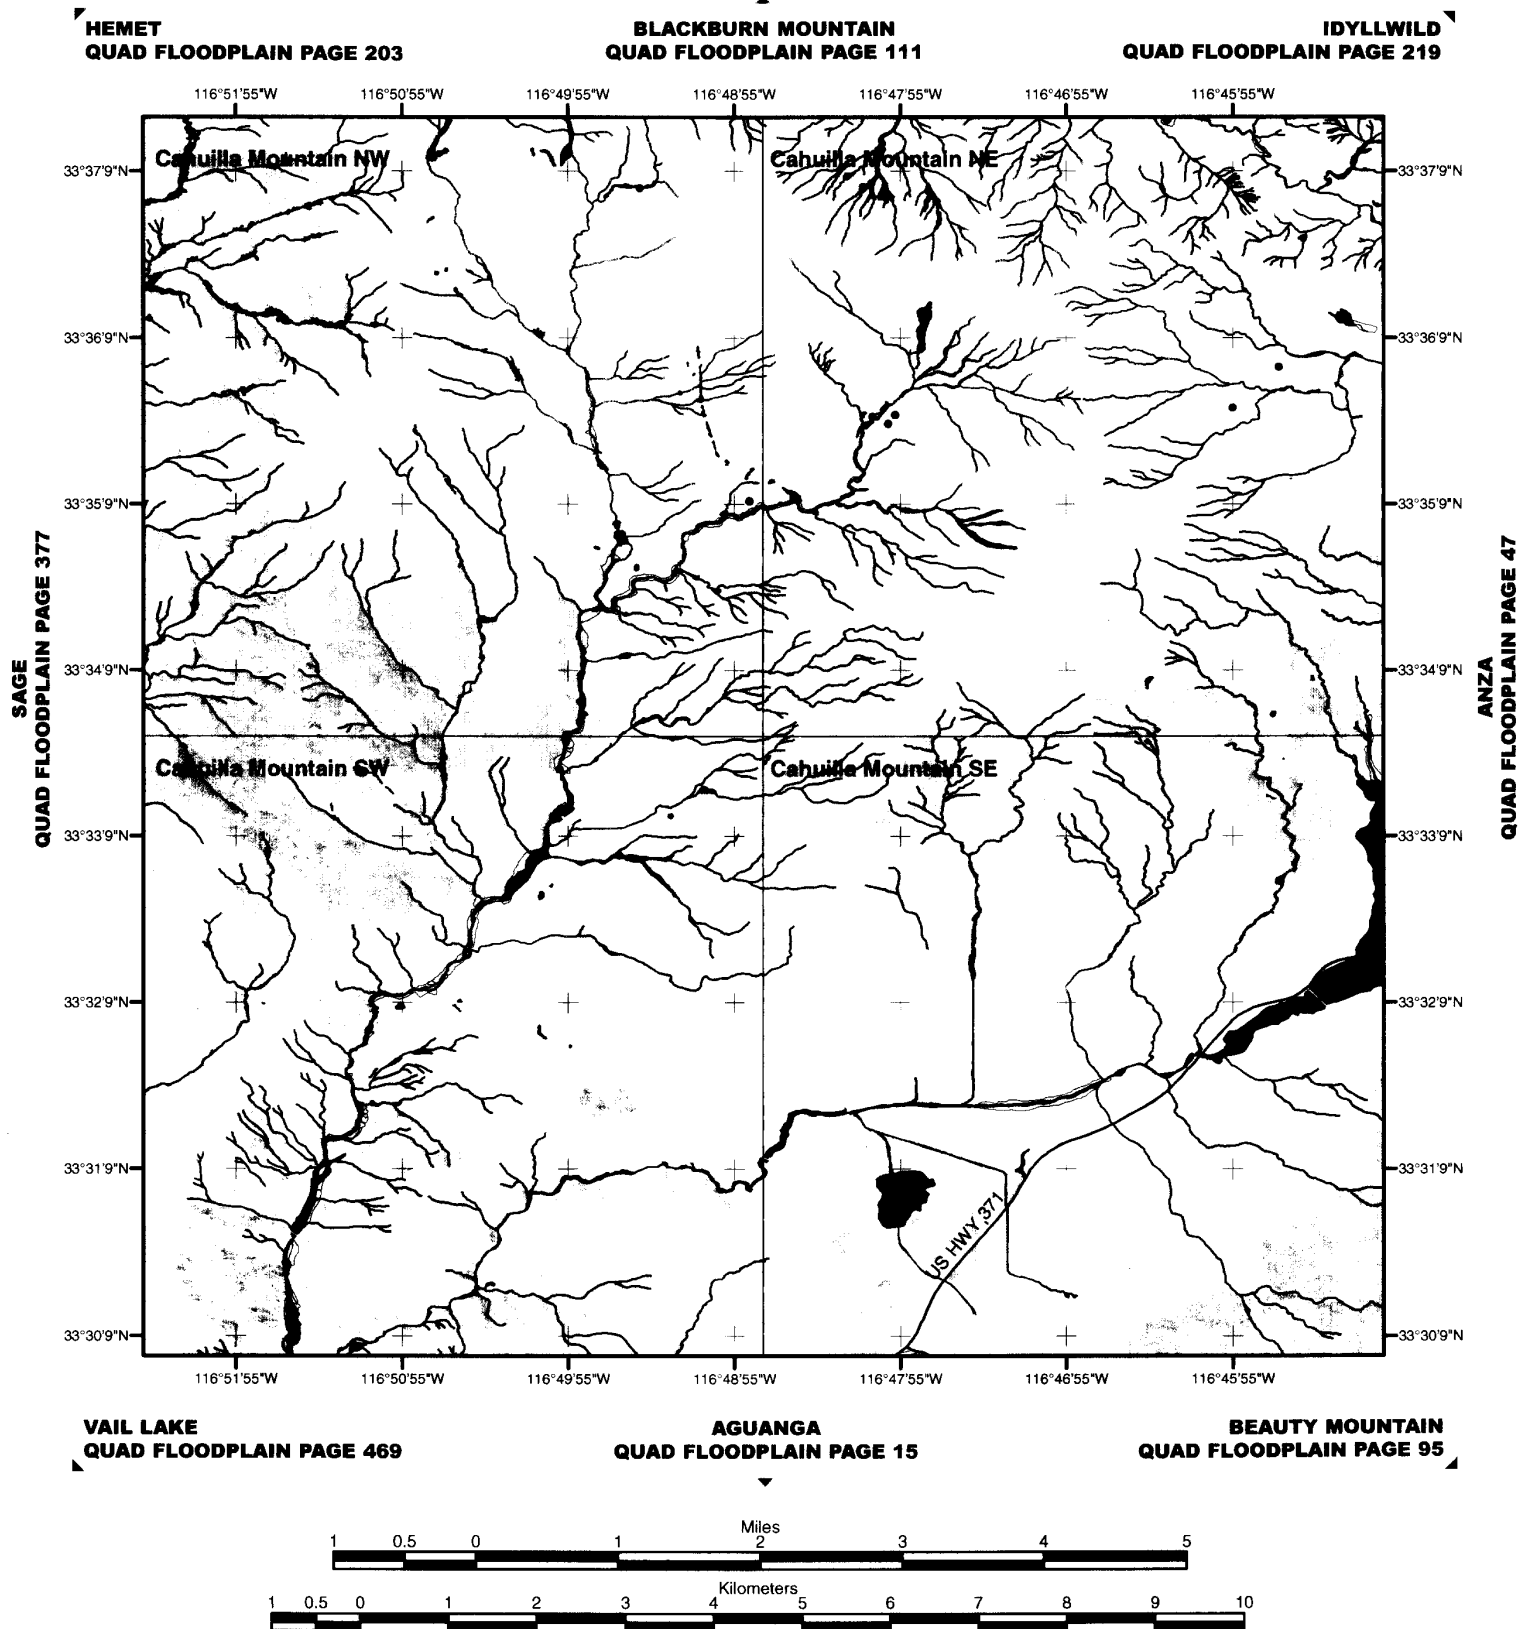 HEMET
QUAD FLOODPLAIN PAGE 203
BLACKBURN MOUNTAIN
QUAD FLOODPLAIN PAGE 111
IDYLLWILD
QUAD FLOODPLAIN PAGE 219
116°51'55"W 116°50'55"W 116°49'55"W 116°48'55"W 116°47'55"W 116°46'55"W 116°45'55"W
Cahuilla Mountain NW
Cahuilla Mountain NE
33°37'9"N 33°37'9"N
33°36'9"N 33°36'9"N
33°35'9"N 33°35'9"N
SAGE
QUAD FLOODPLAIN PAGE 377
ANZA
QUAD FLOODPLAIN PAGE 47
33°34'9"N 33°34'9"N
Cahuilla Mountain SW
Cahuilla Mountain SE
33°33'9"N 33°33'9"N
33°32'9"N 33°32'9"N
33°31'9"N 33°31'9"N
US HWY 371
33°30'9"N 33°30'9"N
116°51'55"W 116°50'55"W 116°49'55"W 116°48'55"W 116°47'55"W 116°46'55"W 116°45'55"W
VAIL LAKE
QUAD FLOODPLAIN PAGE 469
AGUANGA
QUAD FLOODPLAIN PAGE 15
BEAUTY MOUNTAIN
QUAD FLOODPLAIN PAGE 95
Miles
1 0.5 0 1 2 3 4 5
Kilometers
1 0.5 0 1 2 3 4 5 6 7 8 9 10